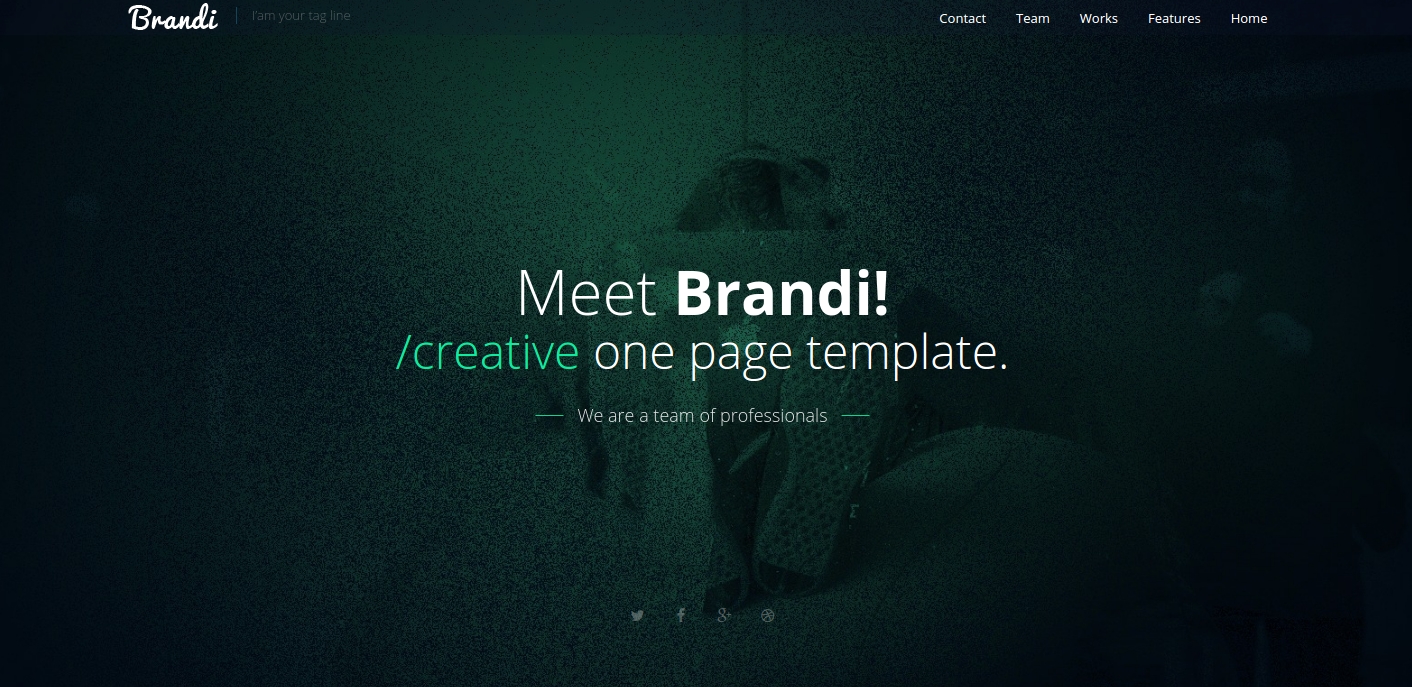 Brandi
I'am your tag line
Contact Team Works Features Home
Meet Brandi!
/creative one page template.
We are a team of professionals